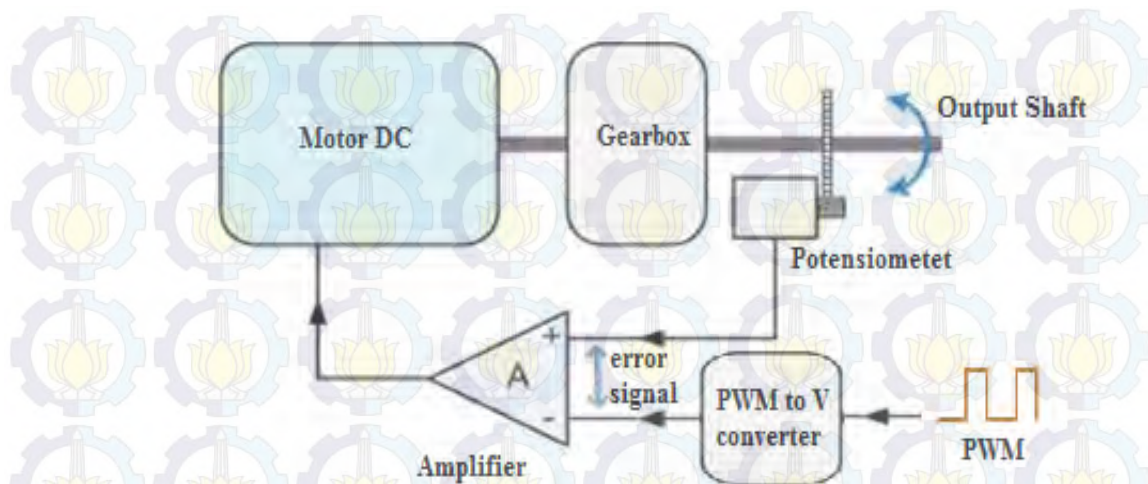 Motor DC
Gearbox
Output Shaft
Potensiometet
+
error
signal
A
-
PWM to V
converter
PWM
Amplifier